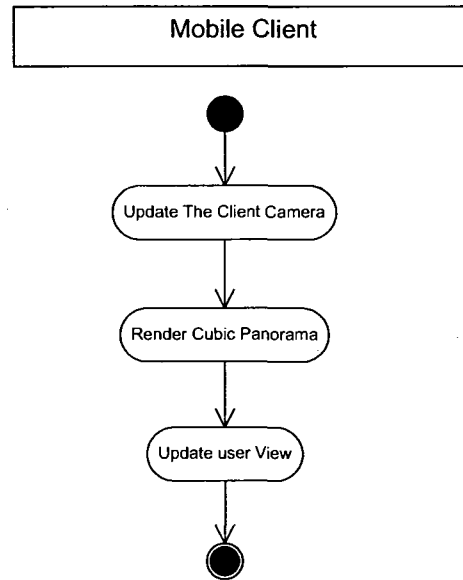 Mobile Client
Update The Client Camera
Render Cubic Panorama
Update user View